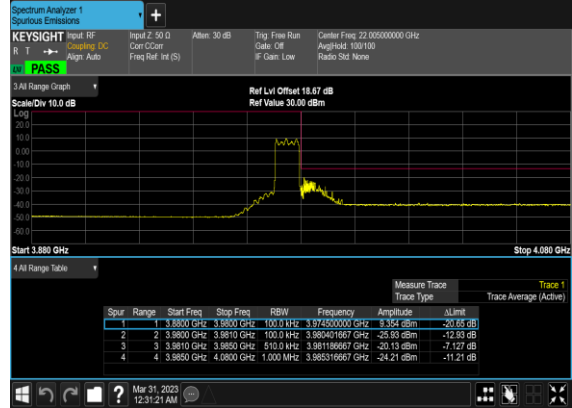 Spectrum Analyzer 1
Spurious Emissions
KEYSIGHT Input: RF Input Z: 50 Ω Atten: 30 dB Trig: Free Run Center Freq: 22.005000000 GHz
R T Coupling: DC Corr CCorr Gate: Off Avg|Hold: 100/100
Align: Auto Freq Ref: Int (S) IF Gain: Low Radio Std: None
PASS
3 All Range Graph Ref Lvl Offset 18.67 dB
Scale/Div 10.0 dB Ref Value 30.00 dBm
Log
20.0
10.0
0.00
-10.0
-20.0
-30.0
-40.0
-50.0
-60.0
Start 3.880 GHz Stop 4.080 GHz
4 All Range Table
Measure Trace Trace 1
Trace Type Trace Average (Active)
Spur Range Start Freq Stop Freq RBW Frequency Amplitude ΔLimit
1 1 3.8800 GHz 3.9800 GHz 100.0 kHz 3.974500000 GHz 9.354 dBm -20.65 dB
2 2 3.9800 GHz 3.9810 GHz 100.0 kHz 3.980401667 GHz -25.93 dBm -12.93 dB
3 3 3.9810 GHz 3.9850 GHz 510.0 kHz 3.981186667 GHz -20.13 dBm -7.127 dB
4 4 3.9850 GHz 4.0800 GHz 1.000 MHz 3.985316667 GHz -24.21 dBm -11.21 dB
? Mar 31, 2023
12:31:21 AM